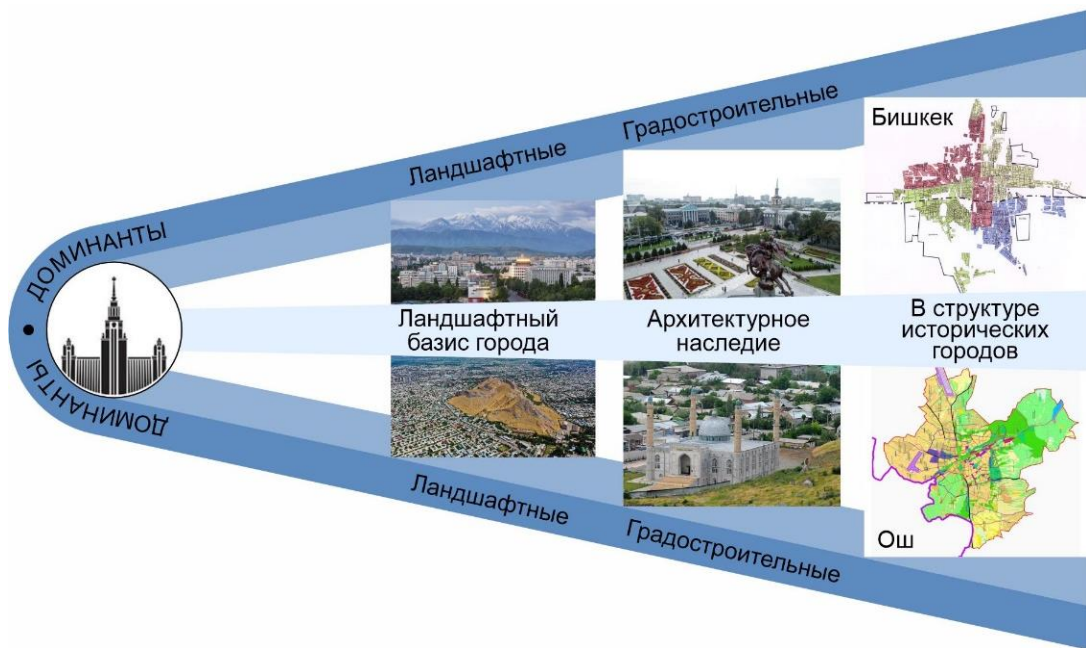 ДОМИНАНТЫ
Ландшафтные
Градостроительные
Бишкек
Ландшафтный
базис города
Архитектурное
наследие
В структуре
исторических
городов
ДОМИНАНТЫ
Ландшафтные
Градостроительные
Ош